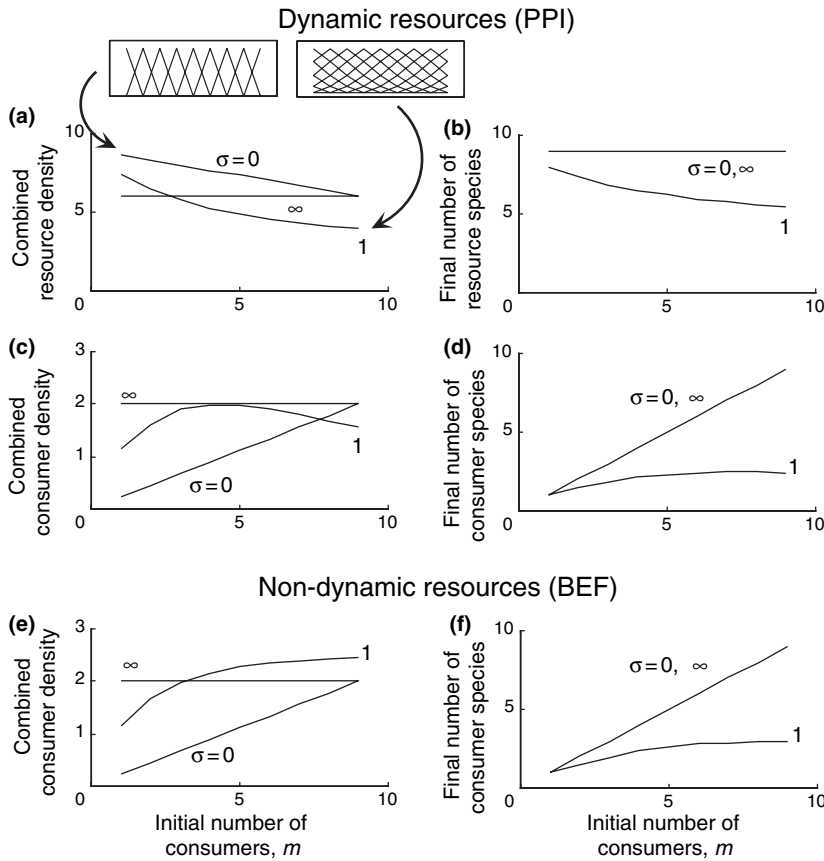 Dynamic resources (PPI)
(a)
Combined
resource density
10
5
0
0
5
10
σ=0
∞
1
(b)
Final number of
resource species
10
5
0
5
10
σ=0,∞
1
(c)
Combined
consumer density
3
2
1
0
5
10
∞
σ=0
1
(d)
Final number of
consumer species
10
5
0
5
10
σ=0, ∞
1
Non-dynamic resources (BEF)
(e)
Combined
consumer density
3
2
1
0
0
5
10
∞
σ=0
1
Initial number of
consumers, m
(f)
Final number of
consumer species
10
5
0
0
5
10
σ=0, ∞
1
Initial number of
consumers, m